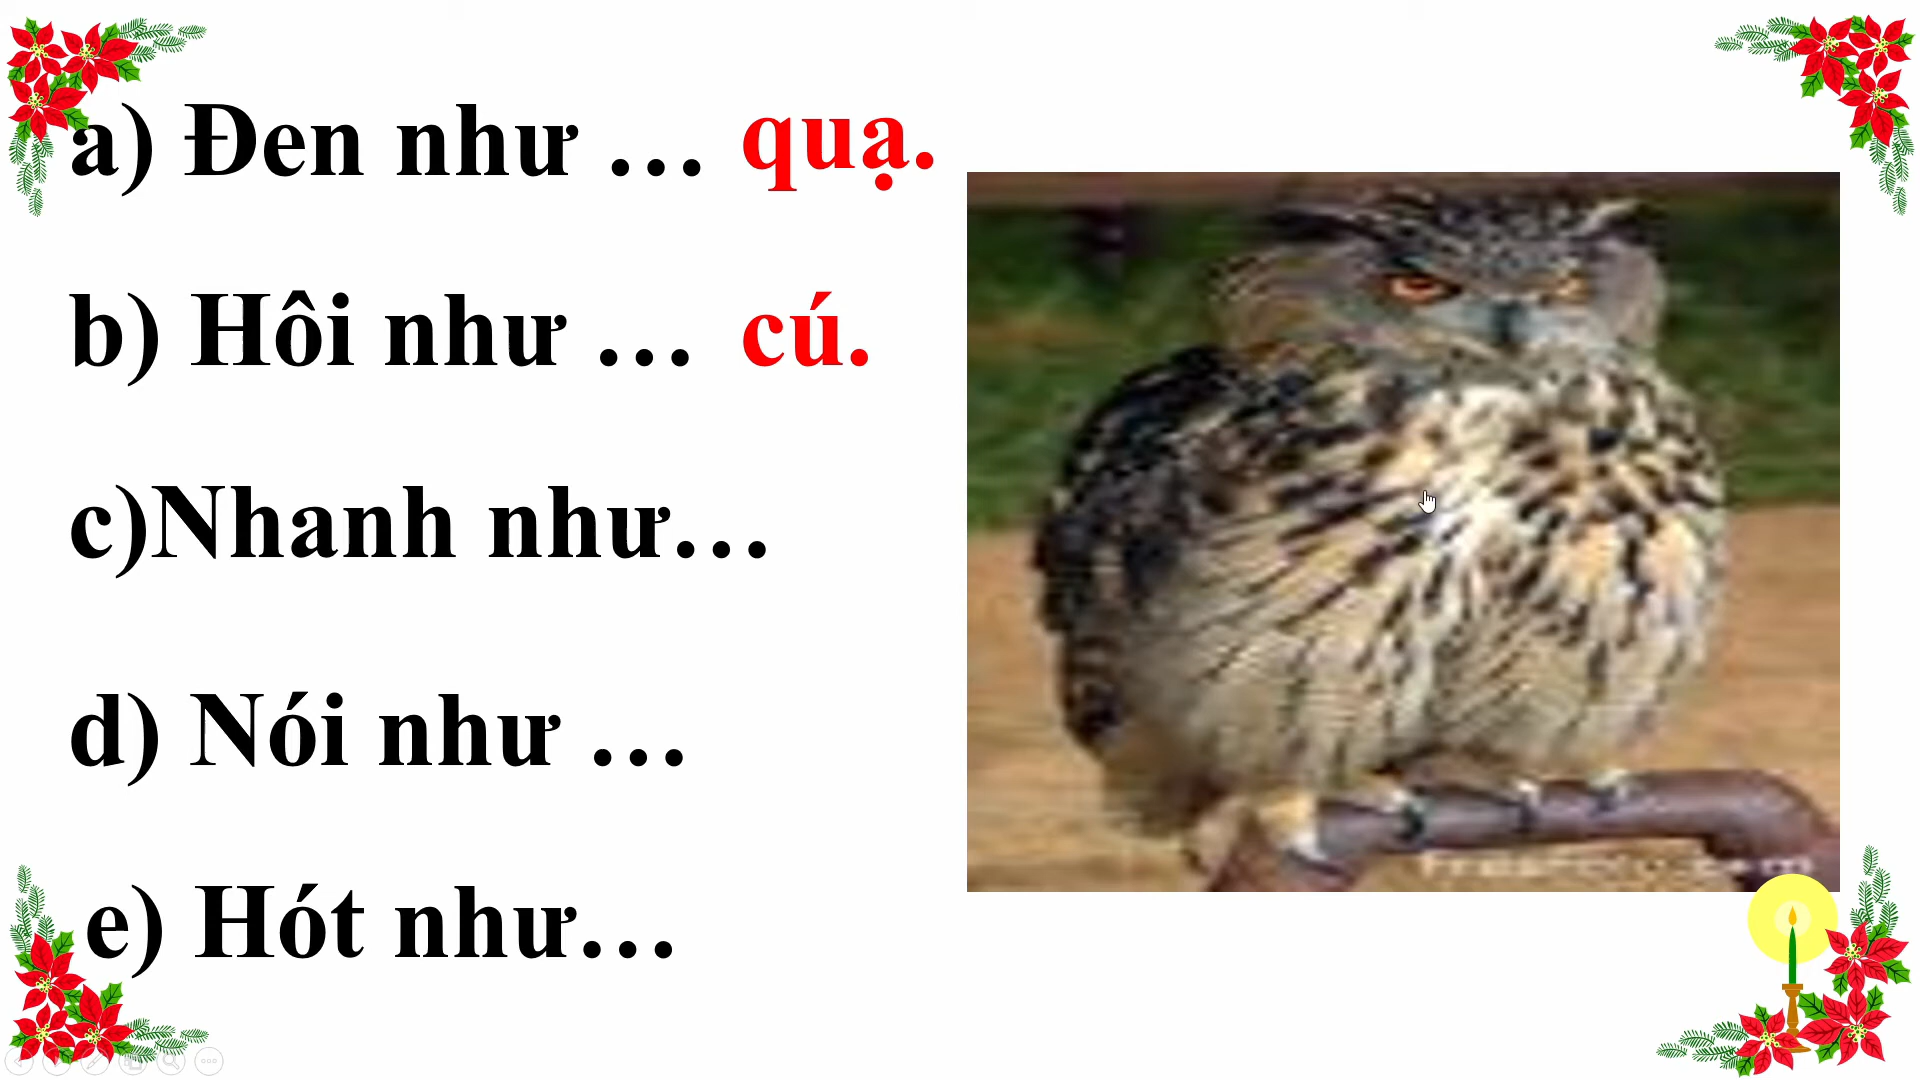 a) Đen như … quạ.
b) Hôi như … cú.
c)Nhanh như…
d) Nói như …
e) Hót như…